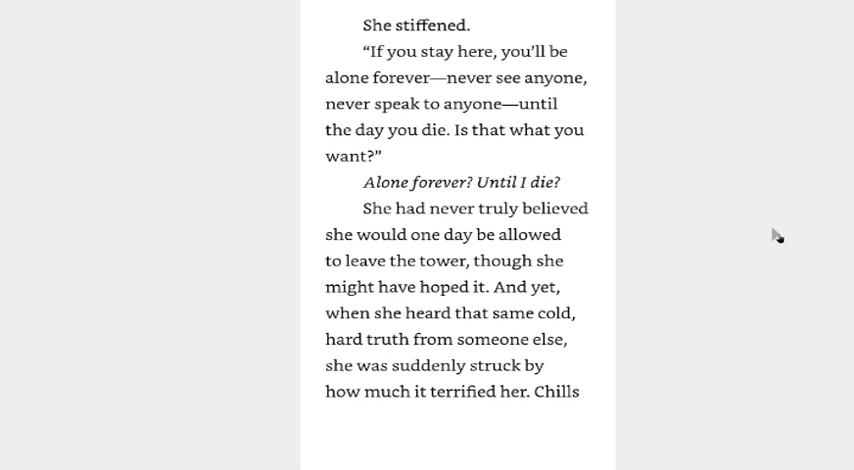 She stiffened.
“If you stay here, you’ll be
alone forever—never see anyone,
never speak to anyone—until
the day you die. Is that what you
want?”
Alone forever? Until I die?
She had never truly believed
she would one day be allowed
to leave the tower, though she
might have hoped it. And yet,
when she heard that same cold,
hard truth from someone else,
she was suddenly struck by
how much it terrified her. Chills